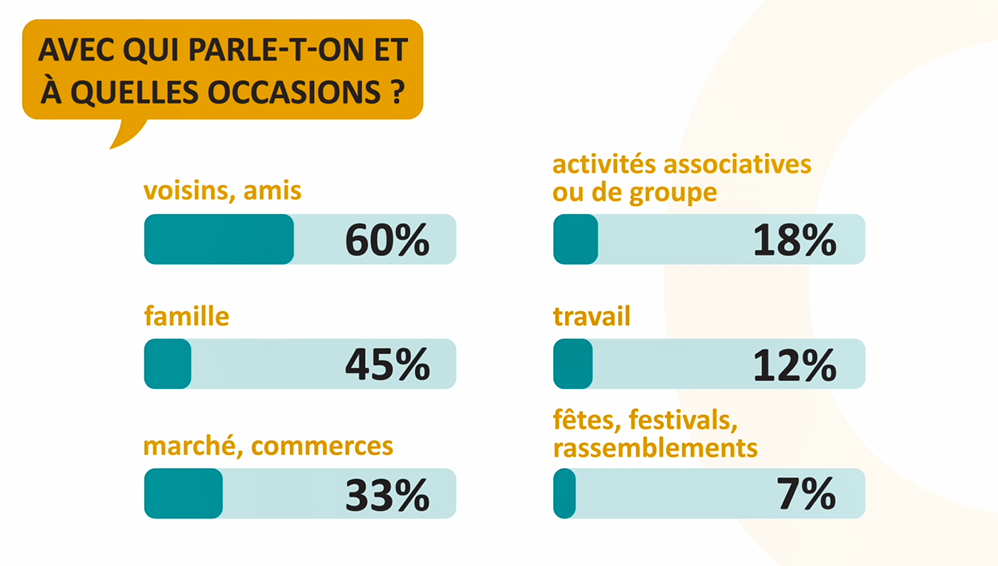 AVEC QUI PARLE-T-ON ET
À QUELLES OCCASIONS ?
voisins, amis
60%
famille
45%
marché, commerces
33%
activités associatives
ou de groupe
18%
travail
12%
fêtes, festivals,
rassemblements
7%